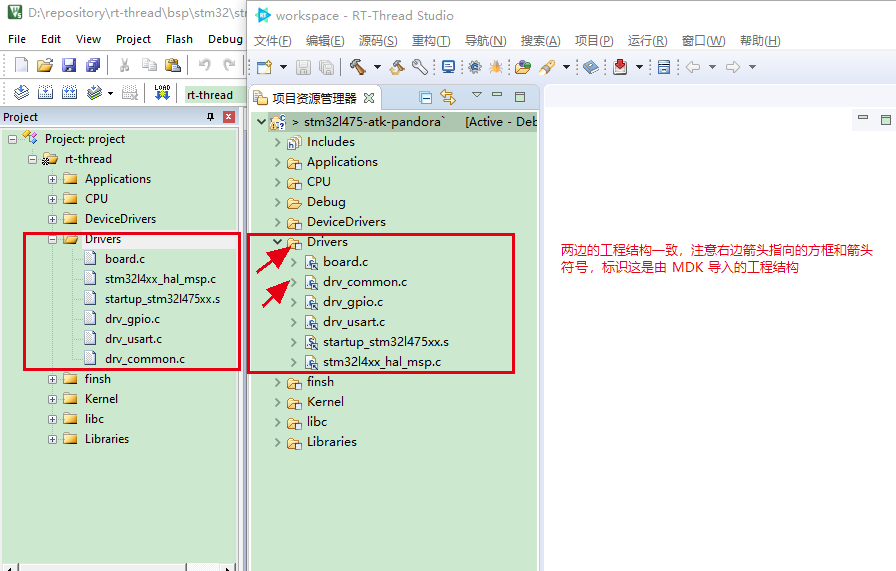 D:\repository\rt-thread\bsp\stm32\stm
File Edit View Project Flash Debug
LOAD
rt-thread
Project
Project: project
rt-thread
Applications
CPU
DeviceDrivers
Drivers
board.c
stm32l4xx_hal_msp.c
startup_stm32l475xx.s
drv_gpio.c
drv_usart.c
drv_common.c
finsh
Kernel
libc
Libraries
workspace - RT-Thread Studio
文件(F) 编辑(E) 源码(S) 重构(T) 导航(N) 搜索(A) 项目(P) 运行(R) 窗口(W) 帮助(H)
项目资源管理器
> stm32l475-atk-pandora` [Active - Deb
Includes
Applications
CPU
Debug
DeviceDrivers
Drivers
board.c
drv_common.c
drv_gpio.c
drv_usart.c
startup_stm32l475xx.s
stm32l4xx_hal_msp.c
finsh
Kernel
libc
Libraries
两边的工程结构一致，注意右边箭头指向的方框和箭头
符号，标识这是由 MDK 导入的工程结构